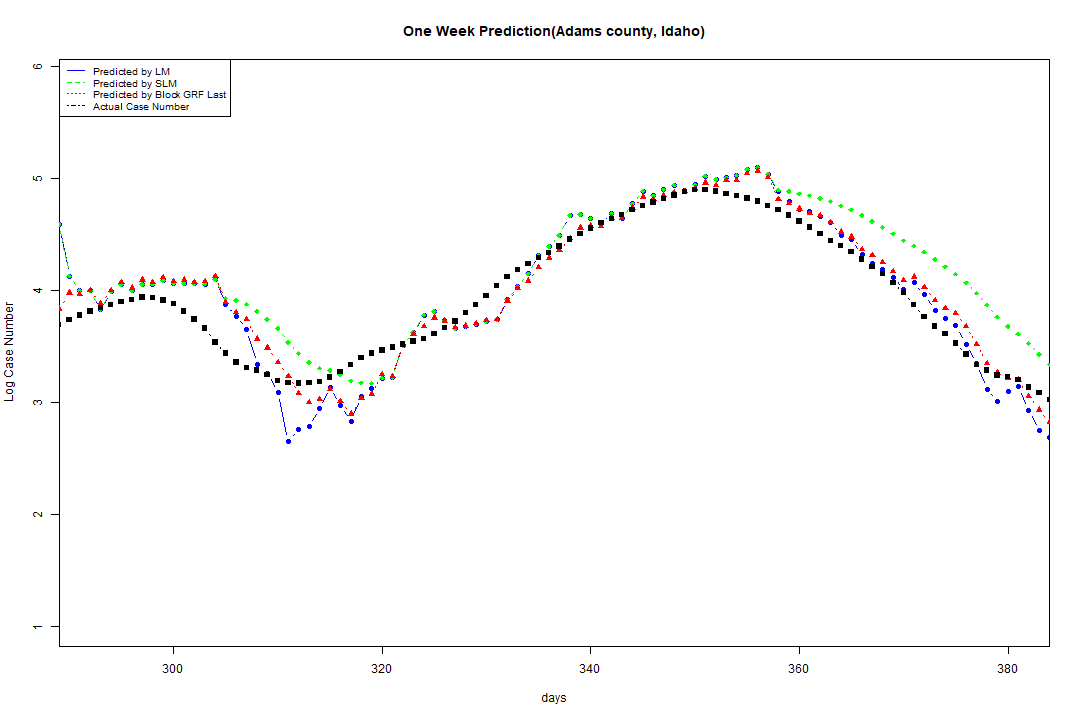 One Week Prediction(Adams county, Idaho)
Predicted by LM
Predicted by SLM
Predicted by Block GRF Last
Actual Case Number
6
5
4
3
2
1
Log Case Number
300 320 340 360 380
days